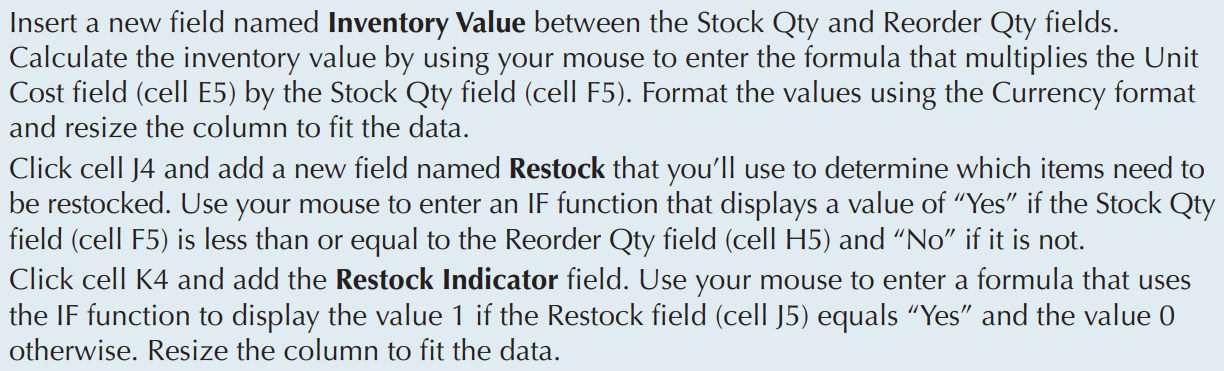 Insert a new field named Inventory Value between the Stock Qty and Reorder Qty fields.
Calculate the inventory value by using your mouse to enter the formula that multiplies the Unit
Cost field (cell E5) by the Stock Qty field (cell F5). Format the values using the Currency format
and resize the column to fit the data.
Click cell J4 and add a new field named Restock that you’ll use to determine which items need to
be restocked. Use your mouse to enter an IF function that displays a value of “Yes” if the Stock Qty
field (cell F5) is less than or equal to the Reorder Qty field (cell H5) and “No” if it is not.
Click cell K4 and add the Restock Indicator field. Use your mouse to enter a formula that uses
the IF function to display the value 1 if the Restock field (cell J5) equals “Yes” and the value 0
otherwise. Resize the column to fit the data.